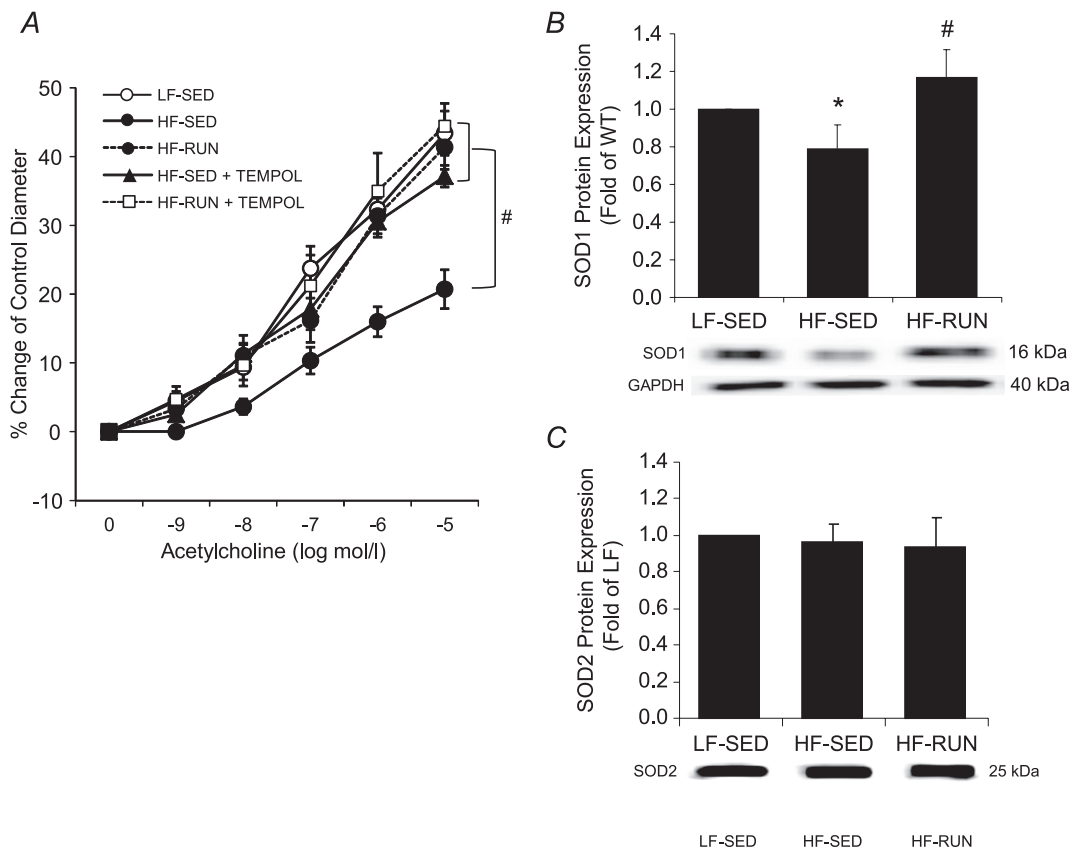 A
% Change of Control Diameter
50
40
30
20
10
0
-10
LF-SED
HF-SED
HF-RUN
HF-SED + TEMPOL
HF-RUN + TEMPOL
#
0 -9 -8 -7 -6 -5
Acetylcholine (log mol/l)
B
SOD1 Protein Expression
(Fold of WT)
1.4
1.2
1.0
0.8
0.6
0.4
0.2
0.0
*
#
LF-SED HF-SED HF-RUN
SOD1 16 kDa
GAPDH 40 kDa
C
SOD2 Protein Expression
(Fold of LF)
1.4
1.2
1.0
0.8
0.6
0.4
0.2
0.0
LF-SED HF-SED HF-RUN
SOD2 25 kDa
LF-SED HF-SED HF-RUN